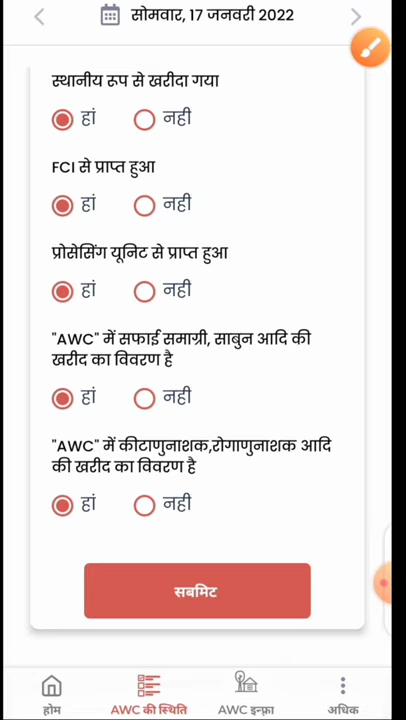 सोमवार, 17 जनवरी 2022
स्थानीय रूप से खरीदा गया
हां नही
FCI से प्राप्त हुआ
हां नही
प्रोसेसिंग यूनिट से प्राप्त हुआ
हां नही
"AWC" में सफाई समाग्री, साबुन आदि की
खरीद का विवरण है
हां नही
"AWC" में कीटाणुनाशक,रोगाणुनाशक आदि
की खरीद का विवरण है
हां नही
सबमिट
होम AWC की स्थिति AWC इन्फ्रा अधिक